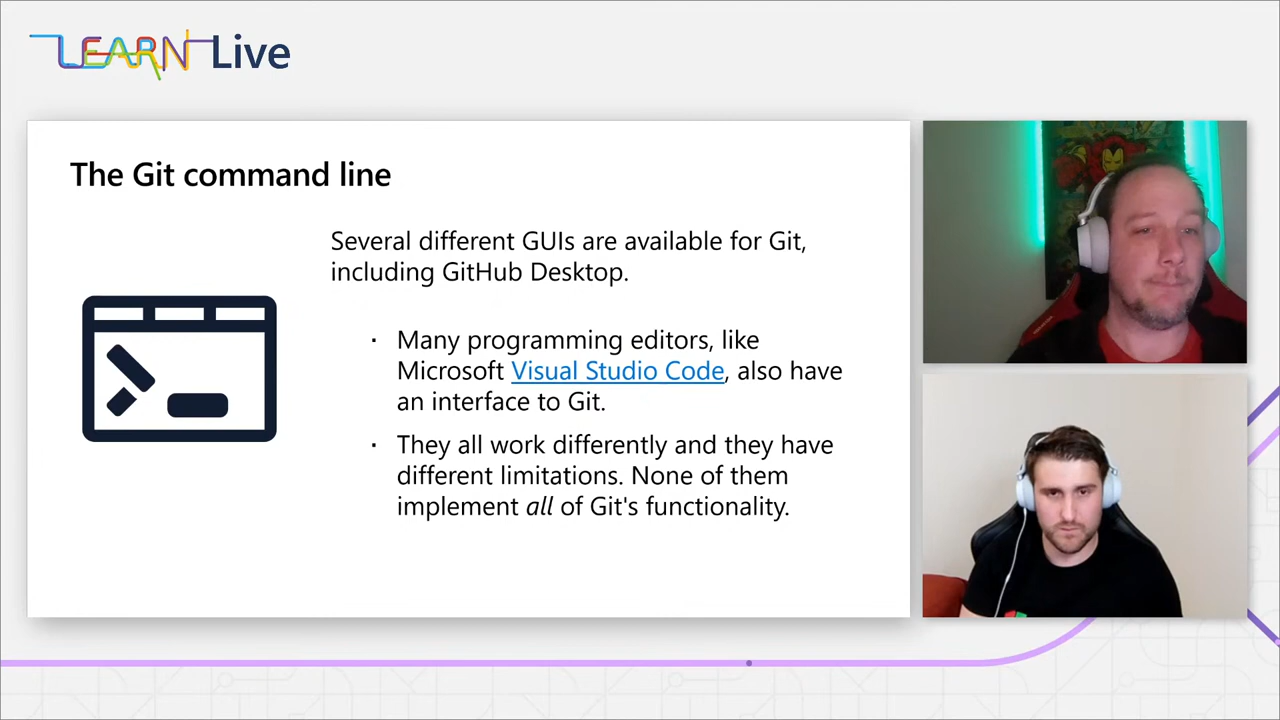 LEARN Live
The Git command line
Several different GUIs are available for Git,
including GitHub Desktop.
· Many programming editors, like
Microsoft Visual Studio Code, also have
an interface to Git.
· They all work differently and they have
different limitations. None of them
implement all of Git's functionality.